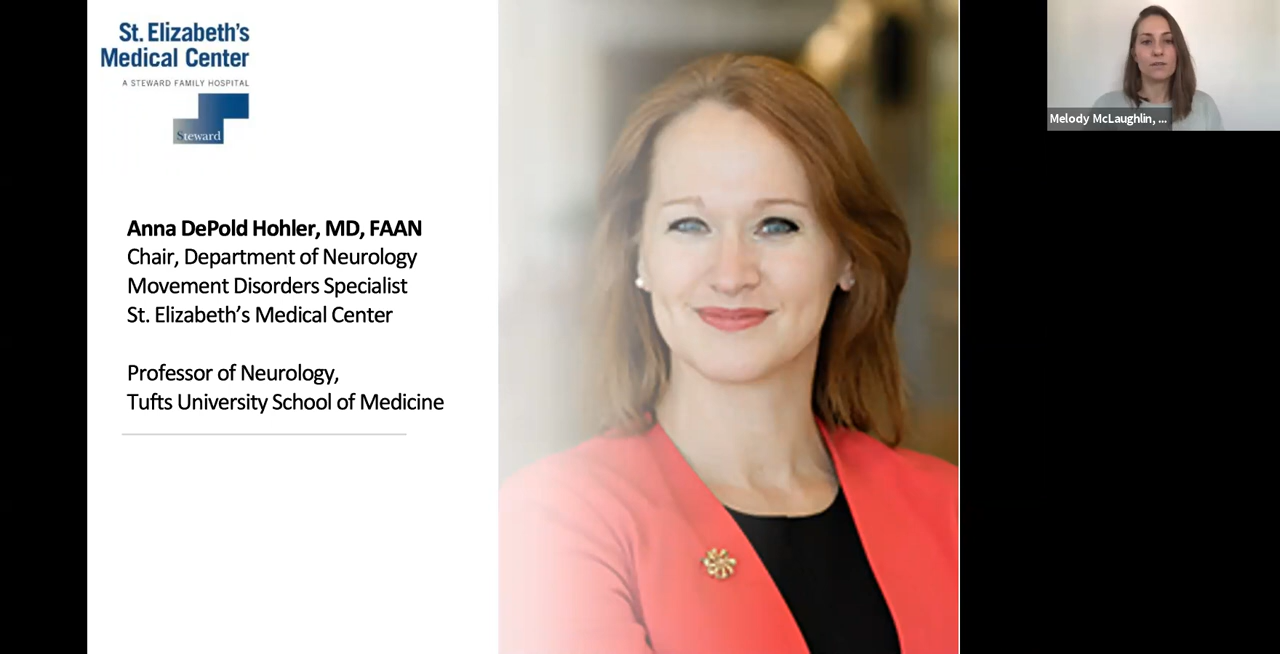 St. Elizabeth's
Medical Center
A STEWARD FAMILY HOSPITAL
Steward
Anna DePold Hohler, MD, FAAN
Chair, Department of Neurology
Movement Disorders Specialist
St. Elizabeth's Medical Center
Professor of Neurology,
Tufts University School of Medicine
Melody McLaughlin, ...